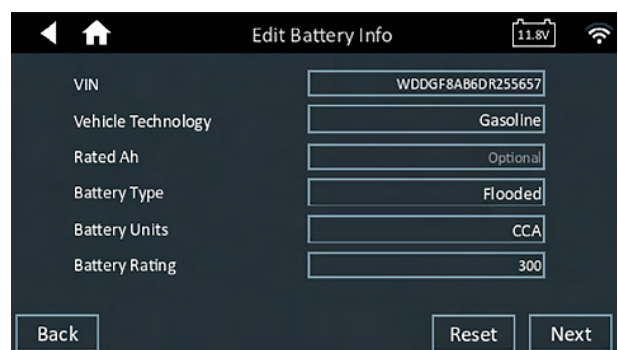 Edit Battery Info 11.8V
VIN WDDGF8AB6DR255657
Vehicle Technology Gasoline
Rated Ah Optional
Battery Type Flooded
Battery Units CCA
Battery Rating 300
Back Reset Next